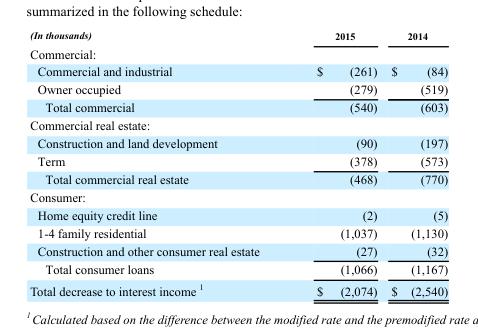 summarized in the following schedule:
(In thousands) 2015 2014
Commercial:
Commercial and industrial $ (261) $ (84)
Owner occupied (279) (519)
Total commercial (540) (603)
Commercial real estate:
Construction and land development (90) (197)
Term (378) (573)
Total commercial real estate (468) (770)
Consumer:
Home equity credit line (2) (5)
1-4 family residential (1,037) (1,130)
Construction and other consumer real estate (27) (32)
Total consumer loans (1,066) (1,167)
Total decrease to interest income 1 $ (2,074) $ (2,540)
1 Calculated based on the difference between the modified rate and the premodified rate a